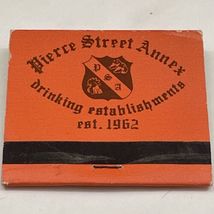 Pierce Street Annex
P S A
drinking establishments
est. 1962